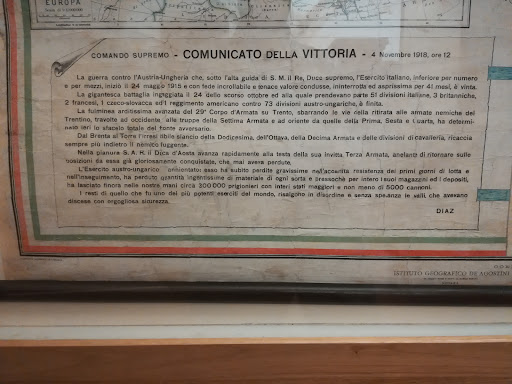 EUROPA
COMANDO SUPREMO - COMUNICATO DELLA VITTORIA - 4 Novembre 1918, ore 12
La guerra contro l'Austria-Ungheria che, sotto l'alta guida di S. M. il Re, Duce supremo, l'Esercito italiano, inferiore per numero
e per mezzi, iniziò il 24 maggio 1915 e con fede incrollabile e tenace valore condusse, ininterrotta ed asprissima per 41 mesi, è vinta.
La gigantesca battaglia ingaggiata il 24 dello scorso ottobre ed alla quale prendevano parte 51 divisioni italiane, 3 britanniche,
2 francesi, 1 czeco-slovacca ed 1 reggimento americano contro 73 divisioni austro-ungariche, è finita.
La fulminea arditissima avanzata del 29° Corpo d'Armata su Trento, sbarrando le vie della ritirata alle armate nemiche del
Trentino, travolte ad occidente dalle truppe della Settima Armata e ad oriente da quelle della Prima, Sesta e Quarta, ha determi-
nato ieri lo sfacelo totale del fronte avversario.
Dal Brenta al Torre l'irresistibile slancio della Dodicesima, dell'Ottava, della Decima Armata e delle divisioni di cavalleria, ricaccia
sempre più indietro il nemico fuggente.
Nella pianura S. A. R. il Duca d'Aosta avanza rapidamente alla testa della sua invitta Terza Armata, anelante di ritornare sulle
posizioni da essa già gloriosamente conquistate, che mai aveva perdute.
L'Esercito austro-ungarico è annientato: esso ha subito perdite gravissime nell'accanita resistenza dei primi giorni di lotta e
nell'inseguimento, ha perduto quantità ingentissime di materiale di ogni sorta e pressochè per intero i suoi magazzini ed i depositi,
ha lasciato finora nelle nostre mani circa 300 000 prigionieri con interi stati maggiori e non meno di 5000 cannoni.
I resti di quello che fu uno dei più potenti eserciti del mondo, risalgono in disordine e senza speranza le valli, che avevano
discese con orgogliosa sicurezza.
DIAZ
ISTITUTO GEOGRAFICO DE AGOSTINI